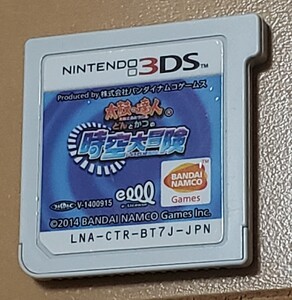 NINTENDO 3DS
Produced by 株式会社バンダイナムコゲームス
太鼓の達人
どんとかつの
時空大冒険
BANDAI
NAMCO
Games
V-1400915
©2014 BANDAI NAMCO Games Inc.
LNA-CTR-BT7J-JPN